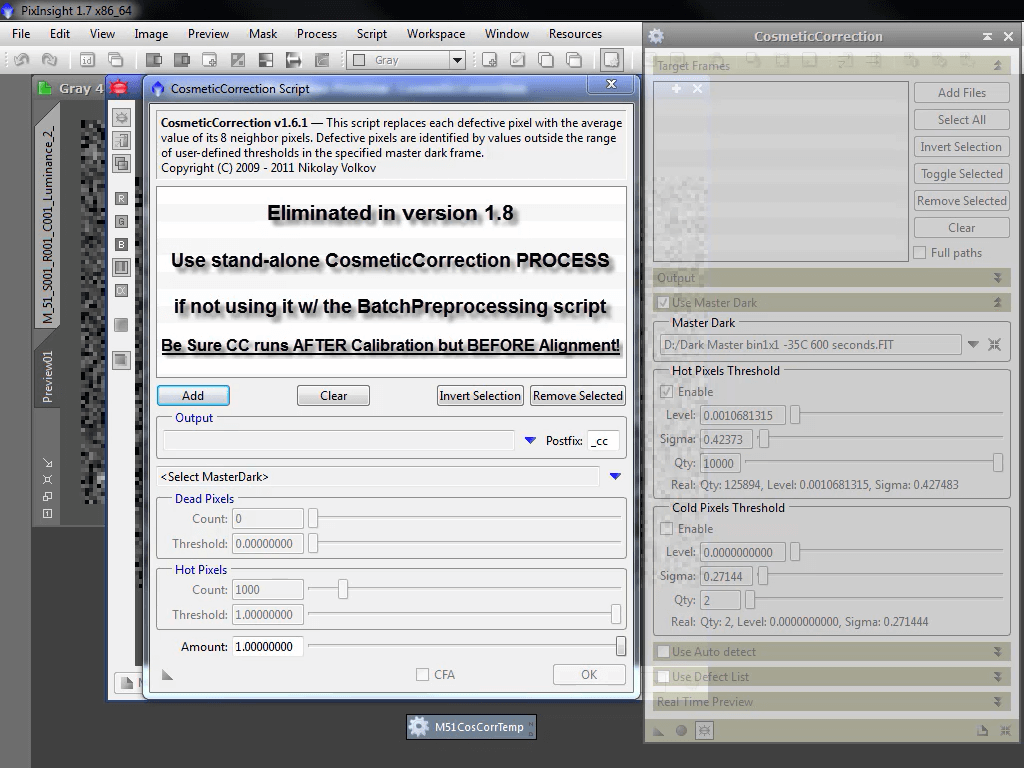 PixInsight 1.7 x86_64
File Edit View Image Preview Mask Process Script Workspace Window Resources
Gray
Gray 4
M_51_S001_R001_C001_Luminance_2_
Preview01
R
G
B
CosmeticCorrection Script
CosmeticCorrection v1.6.1 — This script replaces each defective pixel with the average
value of its 8 neighbor pixels. Defective pixels are identified by values outside the range
of user-defined thresholds in the specified master dark frame.
Copyright (C) 2009 - 2011 Nikolay Volkov
Eliminated in version 1.8
Use stand-alone CosmeticCorrection PROCESS
if not using it w/ the BatchPreprocessing script
Be Sure CC runs AFTER Calibration but BEFORE Alignment!
Add Clear Invert Selection Remove Selected
Output
Postfix: _cc
<Select MasterDark>
Dead Pixels
Count: 0
Threshold: 0.00000000
Hot Pixels
Count: 1000
Threshold: 1.00000000
Amount: 1.00000000
CFA OK
M51CosCorrTemp
CosmeticCorrection
Target Frames
Add Files
Select All
Invert Selection
Toggle Selected
Remove Selected
Clear
Full paths
Output
Use Master Dark
Master Dark
D:/Dark Master bin1x1 -35C 600 seconds.FIT
Hot Pixels Threshold
Enable
Level: 0.0010681315
Sigma: 0.42373
Qty: 10000
Real: Qty: 125894, Level: 0.0010681315, Sigma: 0.427483
Cold Pixels Threshold
Enable
Level: 0.0000000000
Sigma: 0.27144
Qty: 2
Real: Qty: 2, Level: 0.0000000000, Sigma: 0.271444
Use Auto detect
Use Defect List
Real Time Preview